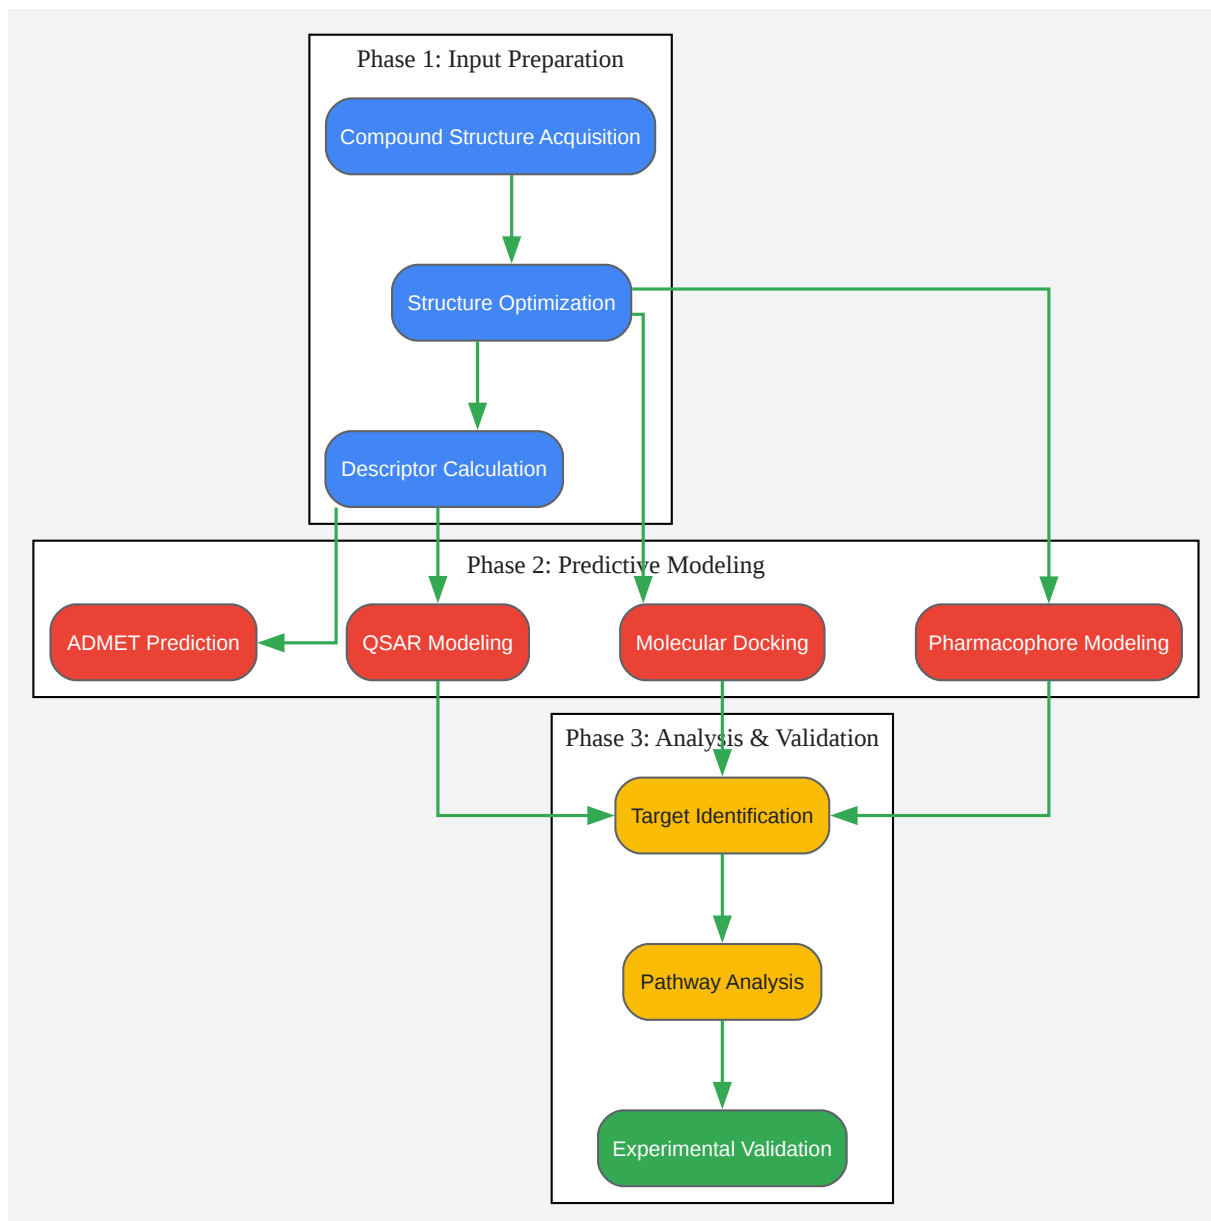 Phase 1: Input Preparation
Compound Structure Acquisition
Structure Optimization
Descriptor Calculation
Phase 2: Predictive Modeling
ADMET Prediction
QSAR Modeling
Molecular Docking
Pharmacophore Modeling
Phase 3: Analysis & Validation
Target Identification
Pathway Analysis
Experimental Validation